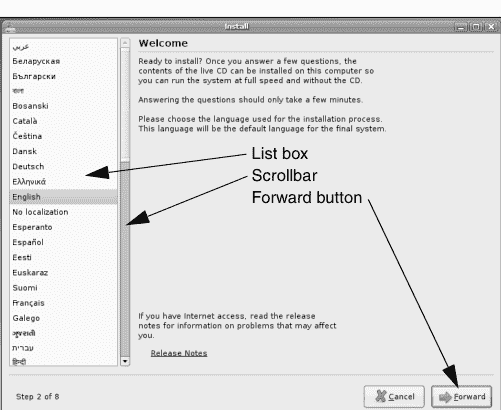 Install
عربي
Беларуская
Български
বাংলা
Bosanski
Català
Čeština
Dansk
Deutsch
Ελληνικά
English
No localization
Esperanto
Español
Eesti
Euskaraz
Suomi
Français
Galego
ગુજરાતી
עברית
हिन्दी
Welcome
Ready to install? Once you answer a few questions, the
contents of the live CD can be installed on this computer so
you can run the system at full speed and without the CD.
Answering the questions should only take a few minutes.
Please choose the language used for the installation process.
This language will be the default language for the final system.
List box
Scrollbar
Forward button
If you have Internet access, read the release
notes for information on problems that may affect
you.
Release Notes
Step 2 of 8
Cancel
Forward